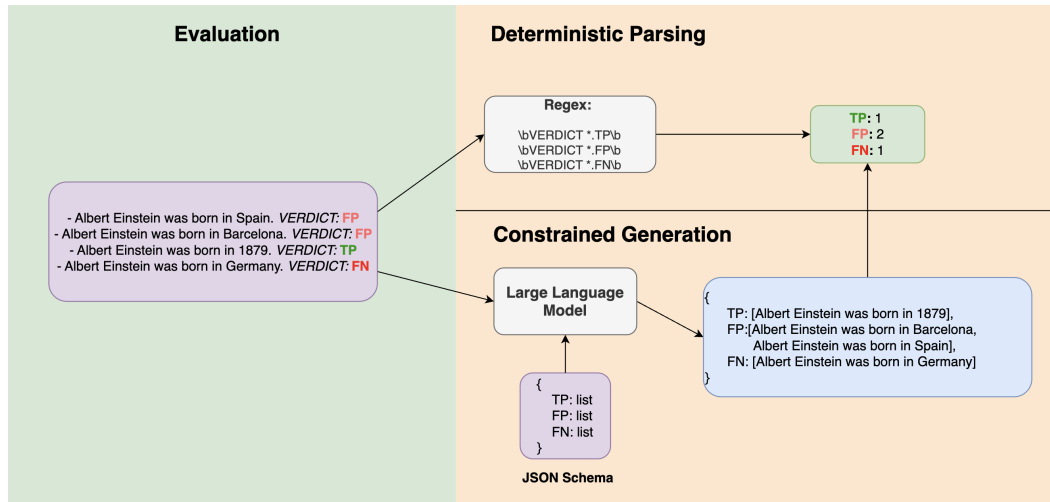 Evaluation
- Albert Einstein was born in Spain. VERDICT: FP
- Albert Einstein was born in Barcelona. VERDICT: FP
- Albert Einstein was born in 1879. VERDICT: TP
- Albert Einstein was born in Germany. VERDICT: FN
Deterministic Parsing
Regex:
\bVERDICT *.TP\b
\bVERDICT *.FP\b
\bVERDICT *.FN\b
TP: 1
FP: 2
FN: 1
Constrained Generation
Large Language
Model
{
TP: list
FP: list
FN: list
}
JSON Schema
{
TP: [Albert Einstein was born in 1879],
FP:[Albert Einstein was born in Barcelona,
Albert Einstein was born in Spain],
FN: [Albert Einstein was born in Germany]
}